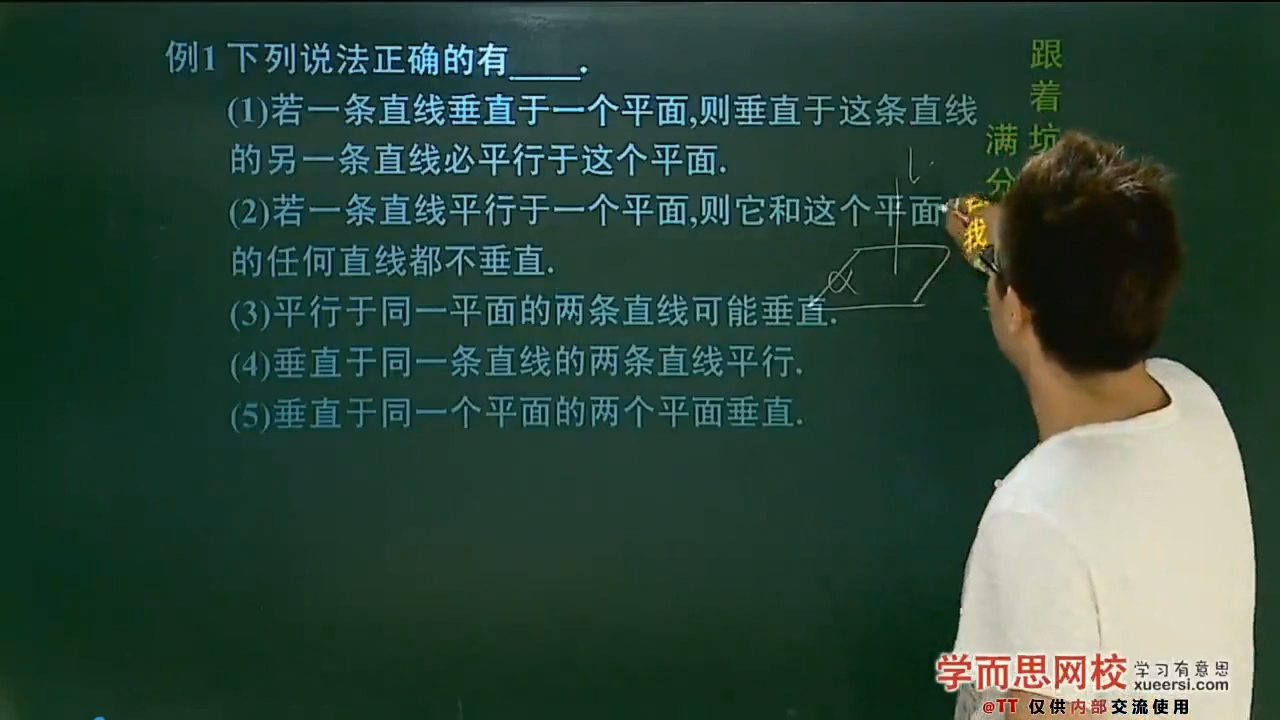 例1 下列说法正确的有____.
(1)若一条直线垂直于一个平面,则垂直于这条直线
的另一条直线必平行于这个平面.
(2)若一条直线平行于一个平面,则它和这个平面
的任何直线都不垂直.
(3)平行于同一平面的两条直线可能垂直.
(4)垂直于同一条直线的两条直线平行.
(5)垂直于同一个平面的两个平面垂直.
l
α
跟着坑
满分
我
学而思网校 学习有意思
xueersi.com
@TT 仅供内部交流使用